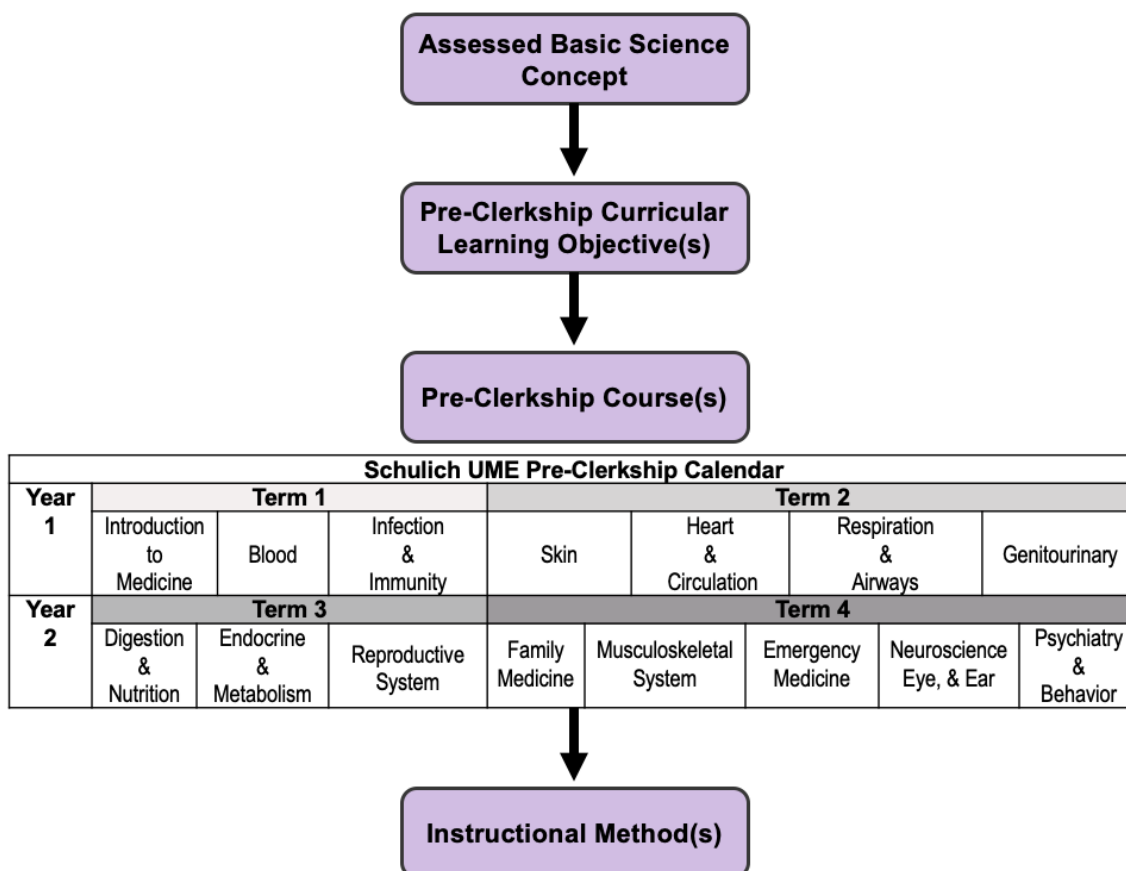 Assessed Basic Science
Concept
Pre-Clerkship Curricular
Learning Objective(s)
Pre-Clerkship Course(s)
Schulich UME Pre-Clerkship Calendar
Year
1
Term 1
Term 2
Introduction
to
Medicine
Blood
Infection
&
Immunity
Skin
Heart
&
Circulation
Respiration
&
Airways
Genitourinary
Year
2
Term 3
Term 4
Digestion
&
Nutrition
Endocrine
&
Metabolism
Reproductive
System
Family
Medicine
Musculoskeletal
System
Emergency
Medicine
Neuroscience
Eye, & Ear
Psychiatry
&
Behavior
Instructional Method(s)